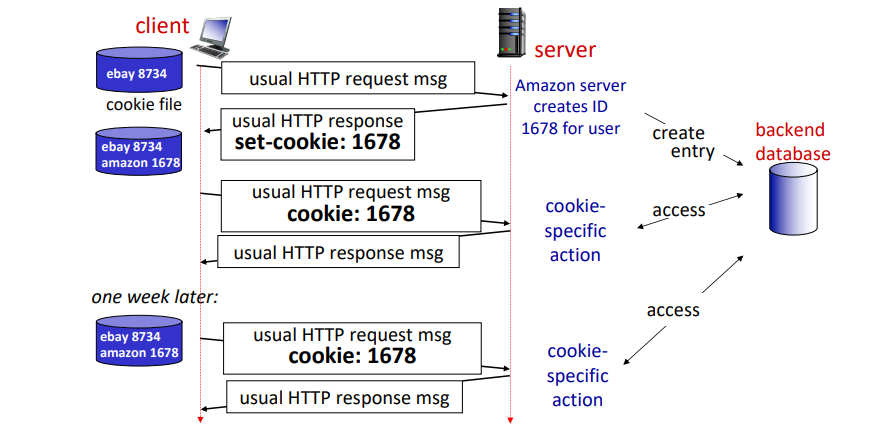 client
server
ebay 8734
cookie file
usual HTTP request msg
Amazon server
creates ID
1678 for user
usual HTTP response
set-cookie: 1678
ebay 8734
amazon 1678
create
entry
backend
database
usual HTTP request msg
cookie: 1678
cookie-
specific
action
access
usual HTTP response msg
one week later:
ebay 8734
amazon 1678
usual HTTP request msg
cookie: 1678
cookie-
specific
action
access
usual HTTP response msg